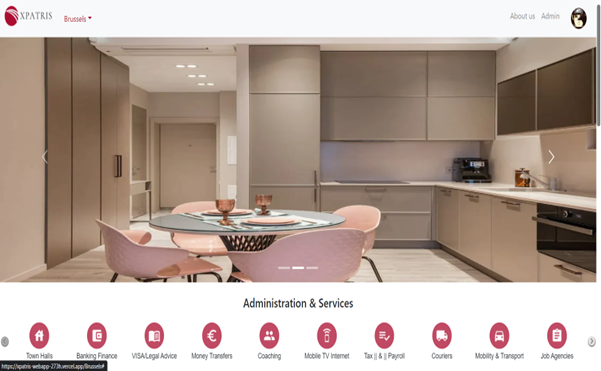 XPATRIS
Brussels
About us
Admin
Administration & Services
Town Halls
Banking Finance
VISA/Legal Advice
Money Transfers
Coaching
Mobile TV Internet
Tax || & || Payroll
Couriers
Mobility & Transport
Job Agencies
https://xpatris-webapp-273h.vercel.app/Brussels#